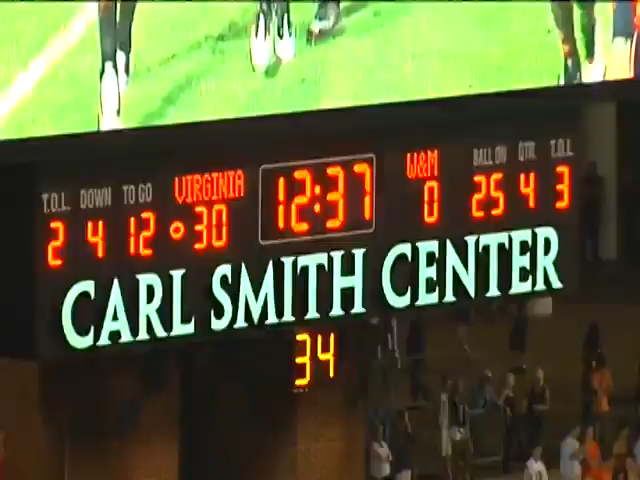 T.O.L. DOWN TO GO VIRGINIA 12:37 W&M BALL ON QTR T.O.L
2 4 12 30 0 25 4 3
CARL SMITH CENTER
34